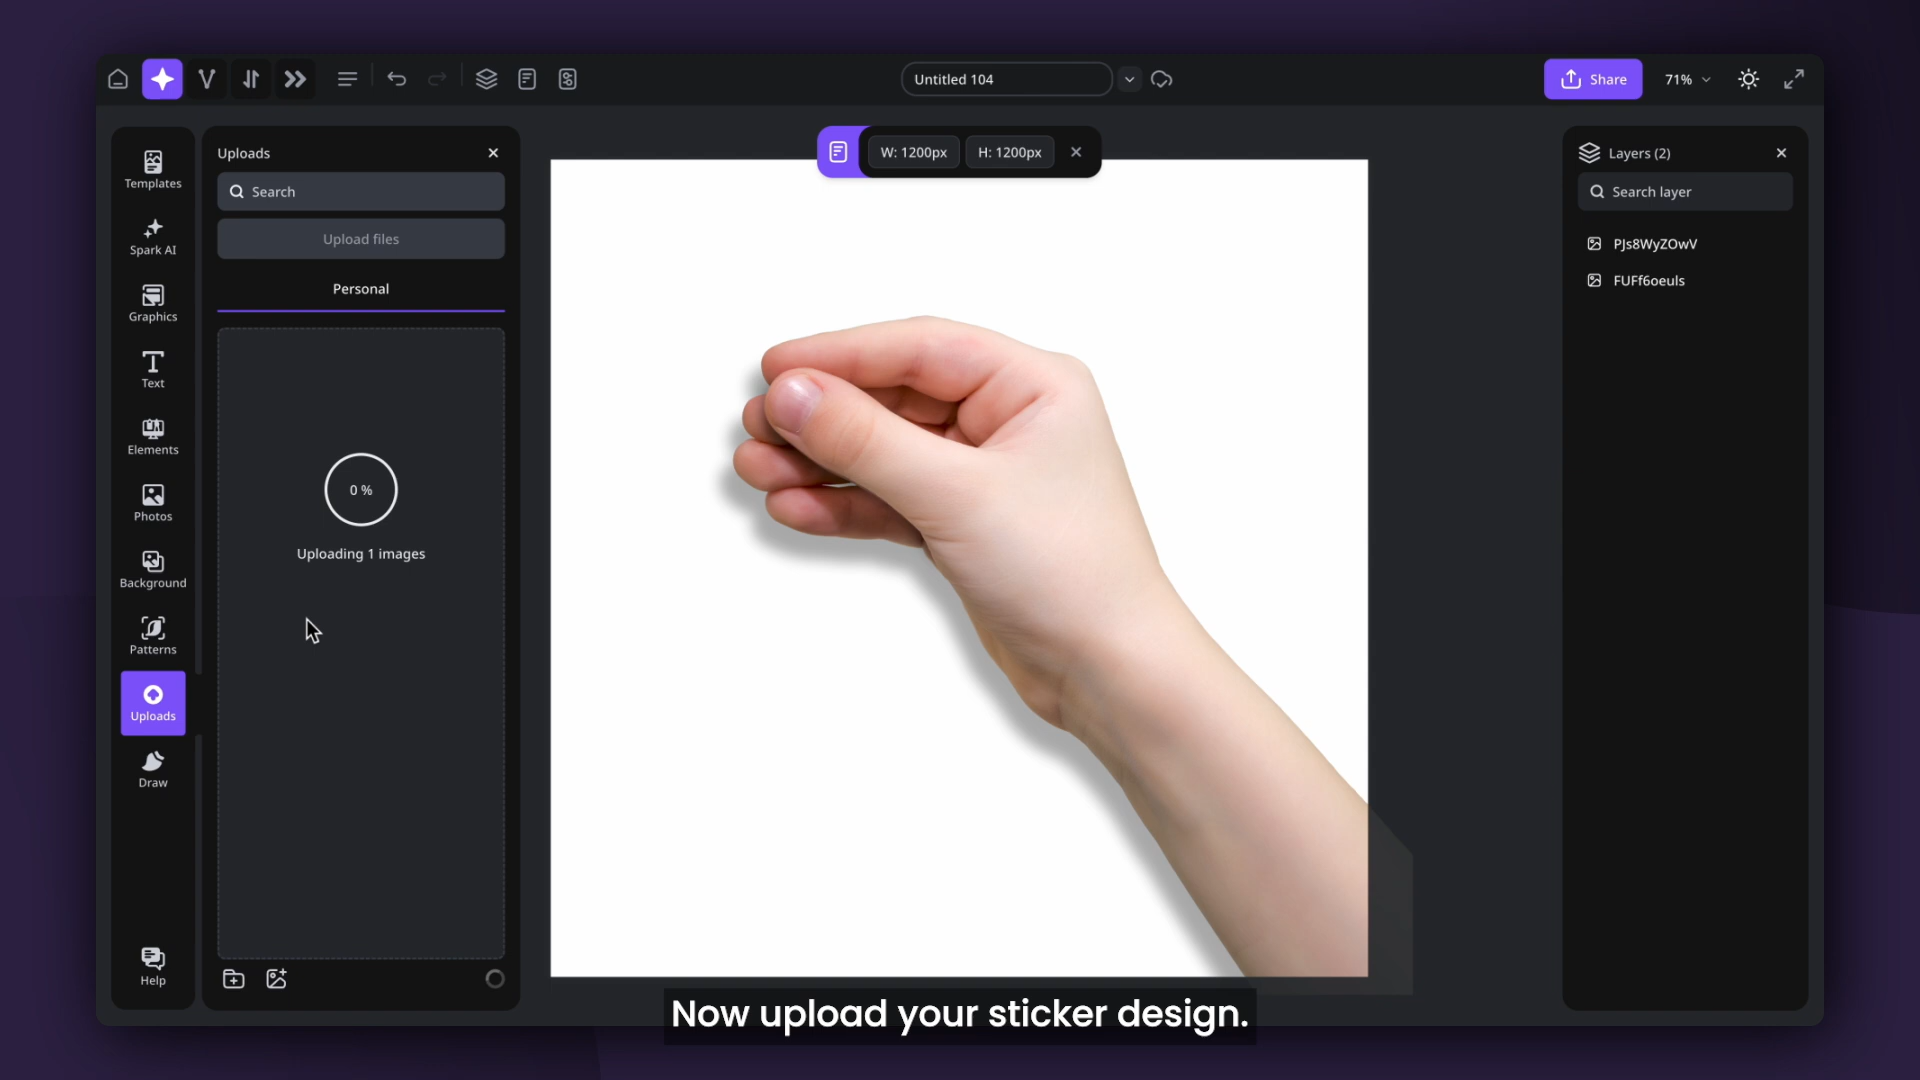 Untitled 104
Share
71%
Templates
Spark AI
Graphics
Text
Elements
Photos
Background
Patterns
Uploads
Draw
Help
Uploads
Search
Upload files
Personal
0 %
Uploading 1 images
W: 1200px
H: 1200px
Layers (2)
Search layer
PJs8WyZOwV
FUFf6oeuls
Now upload your sticker design.